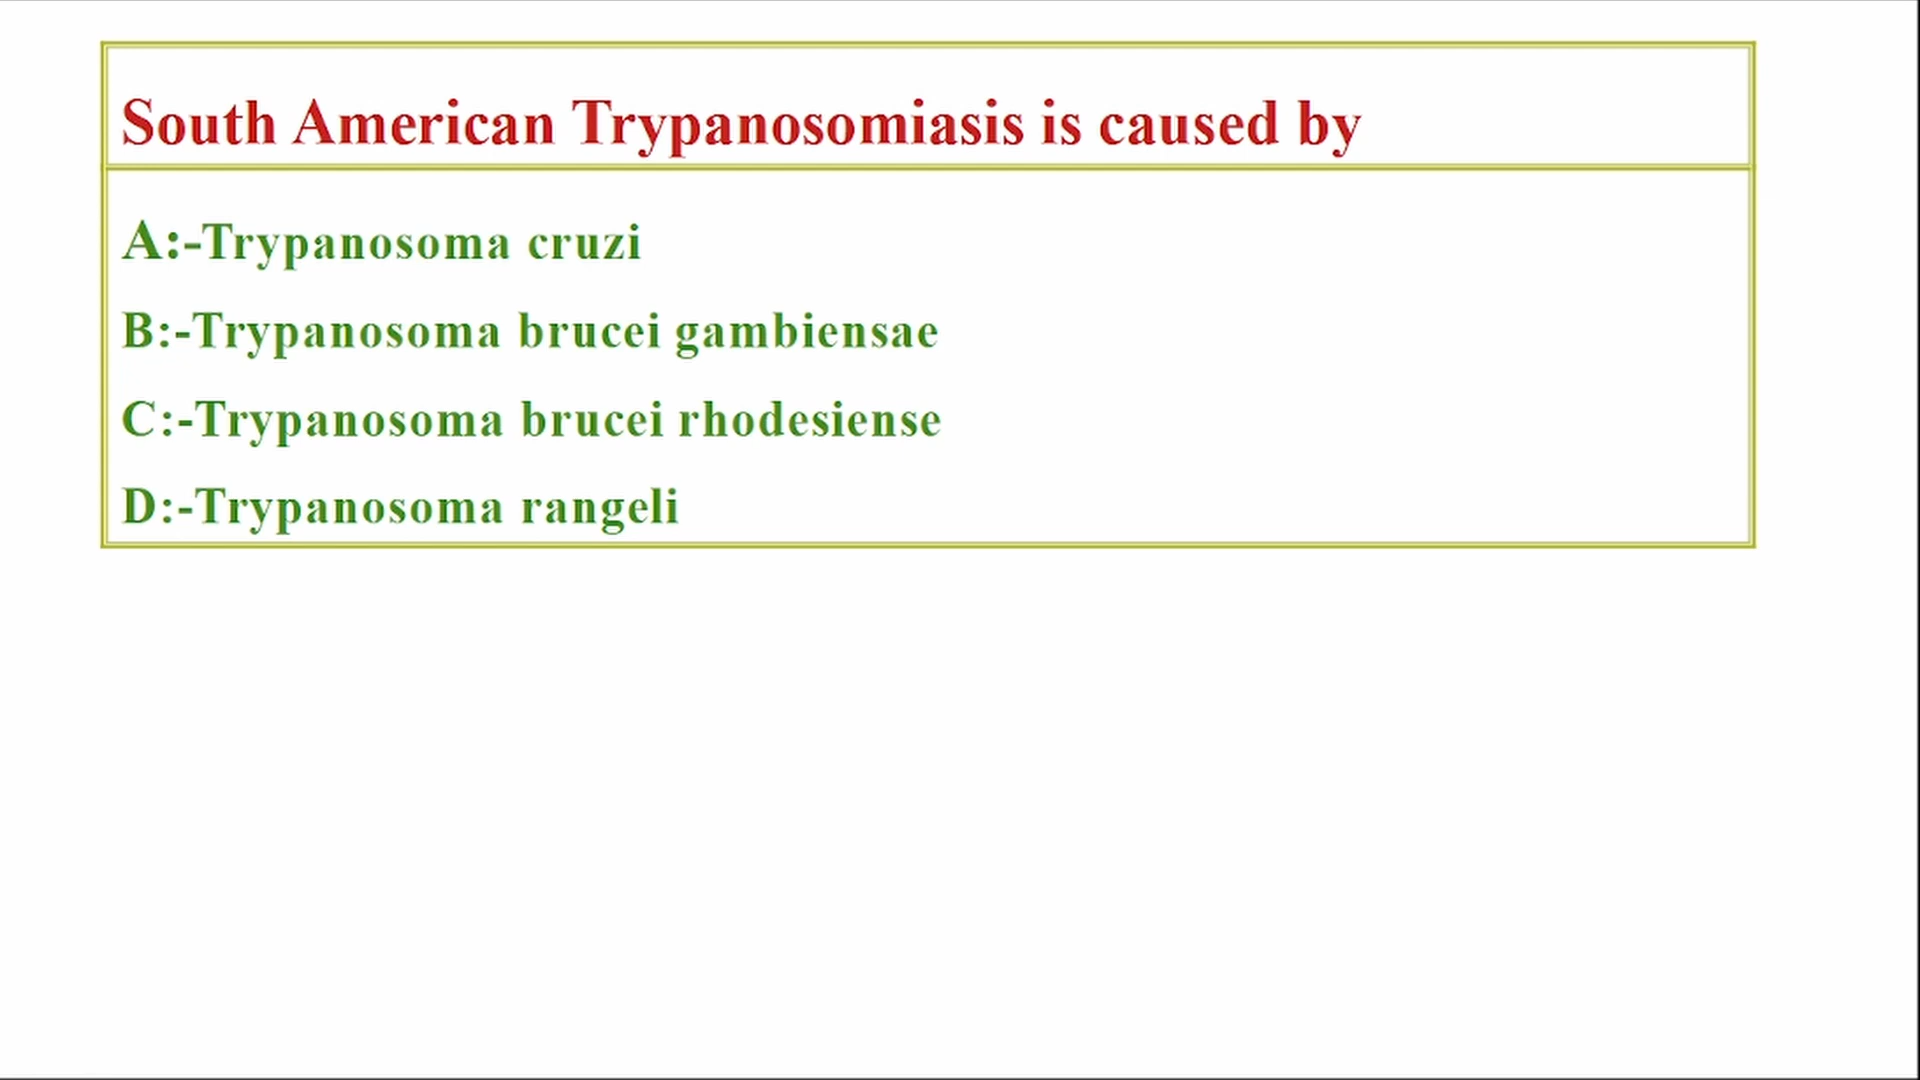 South American Trypanosomiasis is caused by
A:-Trypanosoma cruzi
B:-Trypanosoma brucei gambiensae
C:-Trypanosoma brucei rhodesiense
D:-Trypanosoma rangeli